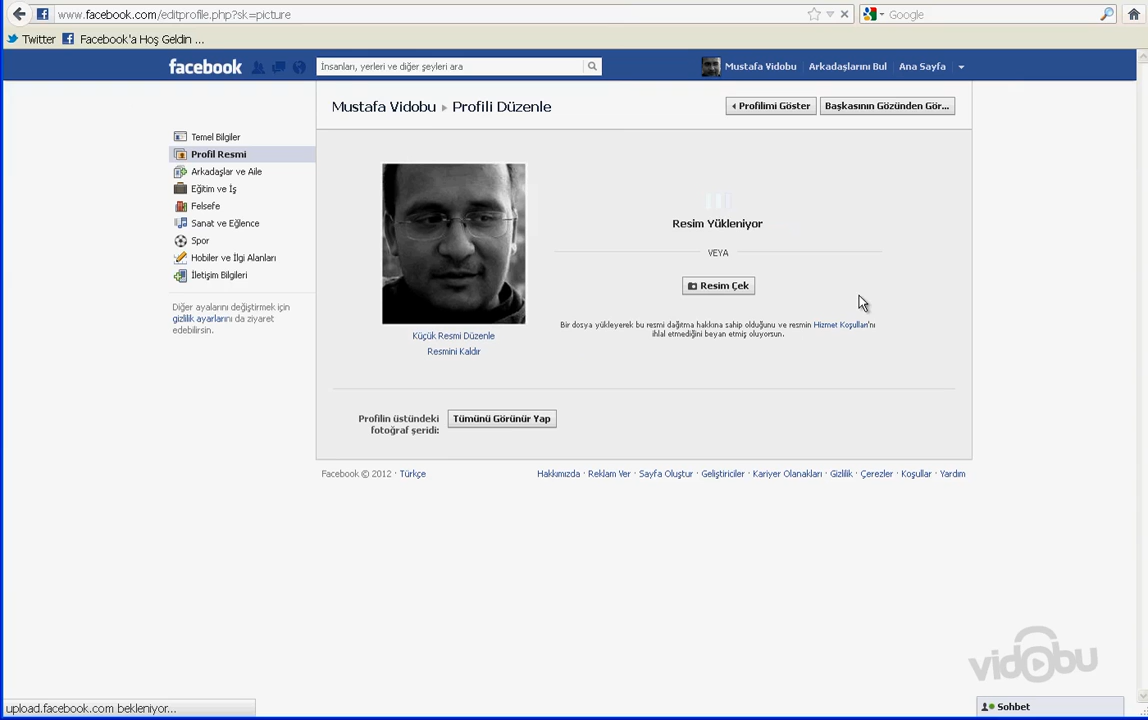 www.facebook.com/editprofile.php?sk=picture
Google
Twitter
Facebook'a Hoş Geldin ...
facebook
İnsanları, yerleri ve diğer şeyleri ara
Mustafa Vidobu
Arkadaşlarını Bul
Ana Sayfa
Mustafa Vidobu ▸ Profili Düzenle
Profilimi Göster
Başkasının Gözünden Gör...
Temel Bilgiler
Profil Resmi
Arkadaşlar ve Aile
Eğitim ve İş
Felsefe
Sanat ve Eğlence
Spor
Hobiler ve İlgi Alanları
İletişim Bilgileri
Diğer ayalarını değiştirmek için
gizlilik ayarlarını da ziyaret
edebilirsin.
Resim Yükleniyor
VEYA
Resim Çek
Bir dosya yükleyerek bu resmi dağıtma hakkına sahip olduğunu ve resmin Hizmet Koşulları'nı
ihlal etmediğini beyan etmiş oluyorsun.
Küçük Resmi Düzenle
Resmini Kaldır
Profilin üstündeki
fotoğraf şeridi:
Tümünü Görünür Yap
Facebook © 2012 · Türkçe
Hakkımızda · Reklam Ver · Sayfa Oluştur · Geliştiriciler · Kariyer Olanakları · Gizlilik · Çerezler · Koşullar · Yardım
vidobu
upload.facebook.com bekleniyor...
Sohbet